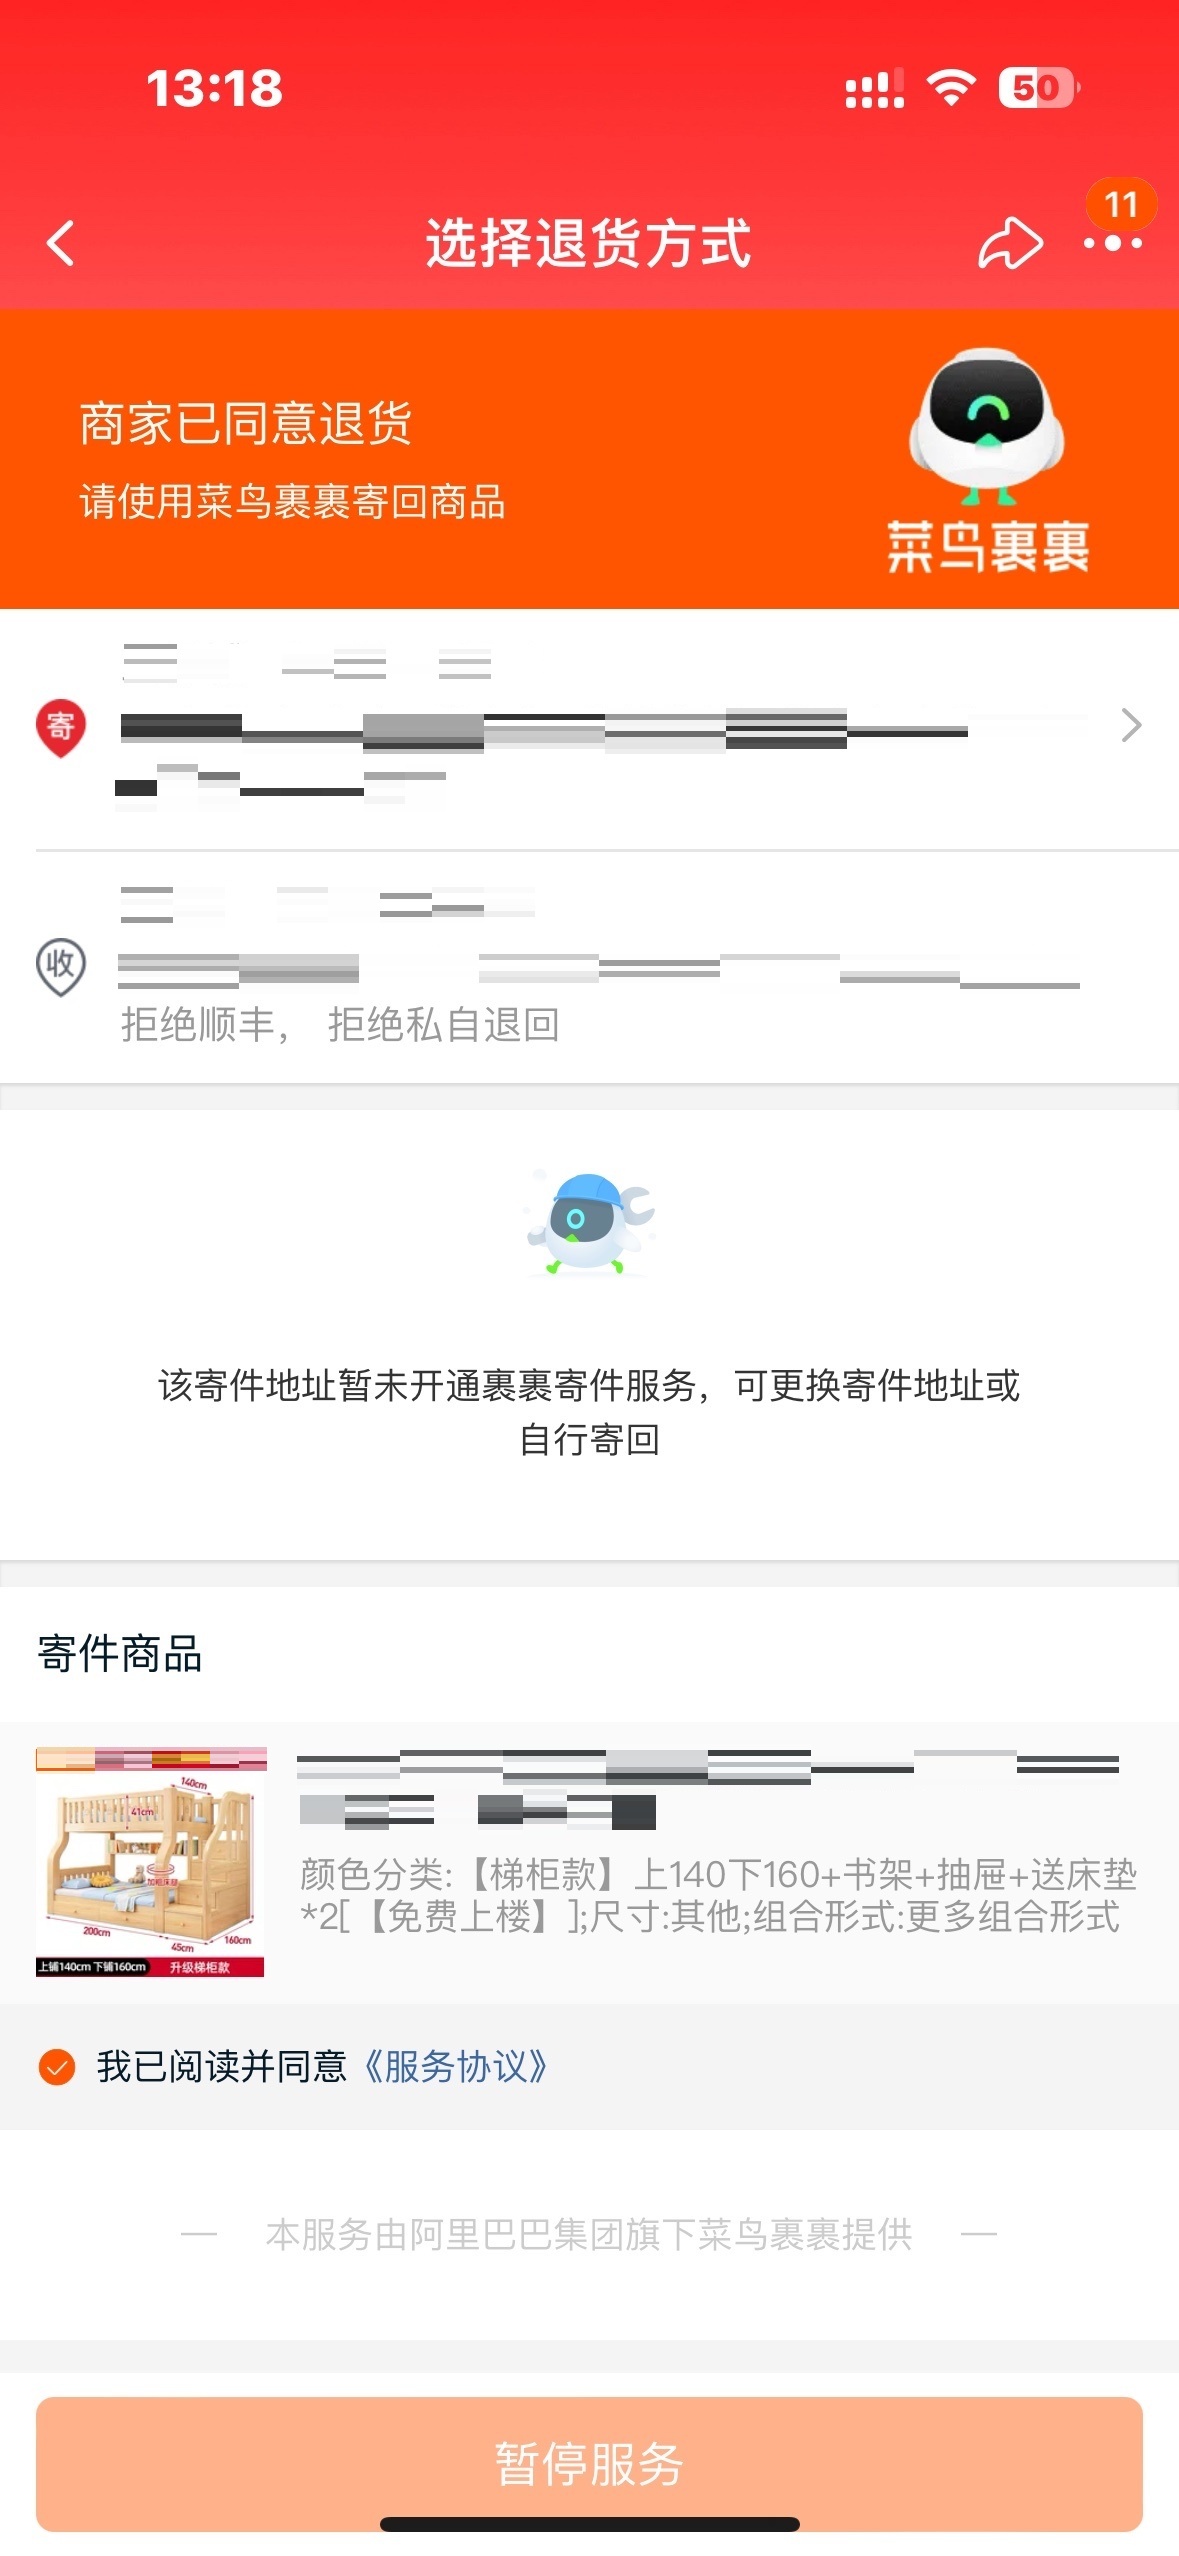 13:18
50
选择退货方式
11
商家已同意退货
请使用菜鸟裹裹寄回商品
菜鸟裹裹
寄
收
拒绝顺丰， 拒绝私自退回
该寄件地址暂未开通裹裹寄件服务，可更换寄件地址或
自行寄回
寄件商品
140cm
41cm
加粗床腿
200cm
45cm
160cm
上铺140cm 下铺160cm 升级梯柜款
颜色分类:【梯柜款】上140下160+书架+抽屉+送床垫
*2[【免费上楼】];尺寸:其他;组合形式:更多组合形式
我已阅读并同意《服务协议》
本服务由阿里巴巴集团旗下菜鸟裹裹提供
暂停服务